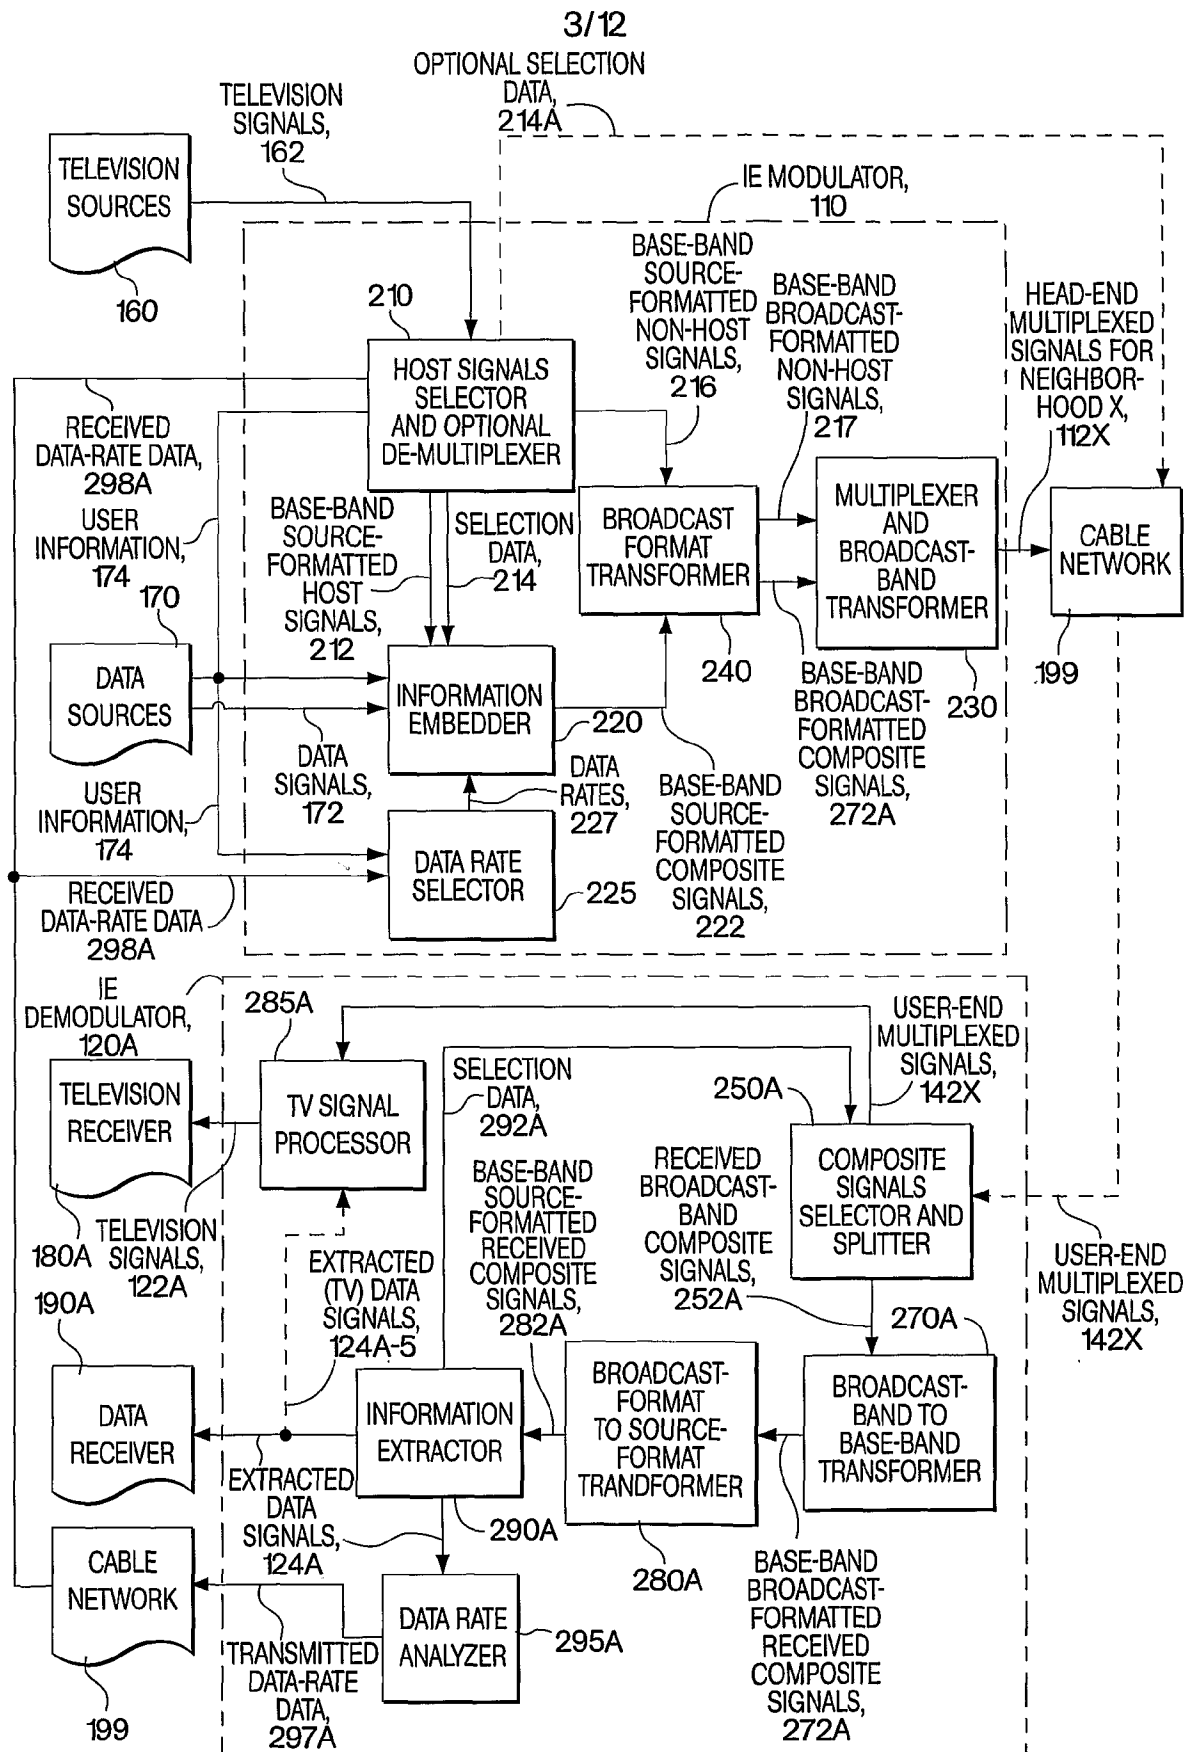 3/12
OPTIONAL SELECTION
DATA,
214A
TELEVISION
SIGNALS,
162
TELEVISION
SOURCES
160
IE MODULATOR,
110
210
HOST SIGNALS
SELECTOR
AND OPTIONAL
DE-MULTIPLEXER
BASE-BAND
SOURCE-
FORMATTED
NON-HOST
SIGNALS,
216
BASE-BAND
BROADCAST-
FORMATTED
NON-HOST
SIGNALS,
217
HEAD-END
MULTIPLEXED
SIGNALS FOR
NEIGHBOR-
HOOD X,
112X
RECEIVED
DATA-RATE DATA,
298A
USER
INFORMATION,
174
BASE-BAND
SOURCE-
FORMATTED
HOST
SIGNALS,
212
SELECTION
DATA,
214
BROADCAST
FORMAT
TRANSFORMER
240
MULTIPLEXER
AND
BROADCAST-
BAND
TRANSFORMER
230
CABLE
NETWORK
199
170
DATA
SOURCES
INFORMATION
EMBEDDER
220
DATA
SIGNALS,
172
DATA
RATES,
227
BASE-BAND
SOURCE-
FORMATTED
COMPOSITE
SIGNALS,
222
BASE-BAND
BROADCAST-
FORMATTED
COMPOSITE
SIGNALS,
272A
USER
INFORMATION,
174
DATA RATE
SELECTOR
225
RECEIVED
DATA-RATE DATA
298A
IE
DEMODULATOR,
120A
285A
TELEVISION
RECEIVER
180A
TV SIGNAL
PROCESSOR
TELEVISION
SIGNALS,
122A
SELECTION
DATA,
292A
USER-END
MULTIPLEXED
SIGNALS,
142X
250A
COMPOSITE
SIGNALS
SELECTOR AND
SPLITTER
RECEIVED
BROADCAST-
BAND
COMPOSITE
SIGNALS,
252A
BASE-BAND
SOURCE-
FORMATTED
RECEIVED
COMPOSITE
SIGNALS,
282A
USER-END
MULTIPLEXED
SIGNALS,
142X
EXTRACTED
(TV) DATA
SIGNALS,
124A-5
190A
DATA
RECEIVER
INFORMATION
EXTRACTOR
290A
BROADCAST-
FORMAT
TO SOURCE-
FORMAT
TRANDFORMER
280A
270A
BROADCAST-
BAND TO
BASE-BAND
TRANSFORMER
EXTRACTED
DATA
SIGNALS,
124A
BASE-BAND
BROADCAST-
FORMATTED
RECEIVED
COMPOSITE
SIGNALS,
272A
CABLE
NETWORK
199
TRANSMITTED
DATA-RATE
DATA,
297A
DATA RATE
ANALYZER
295A